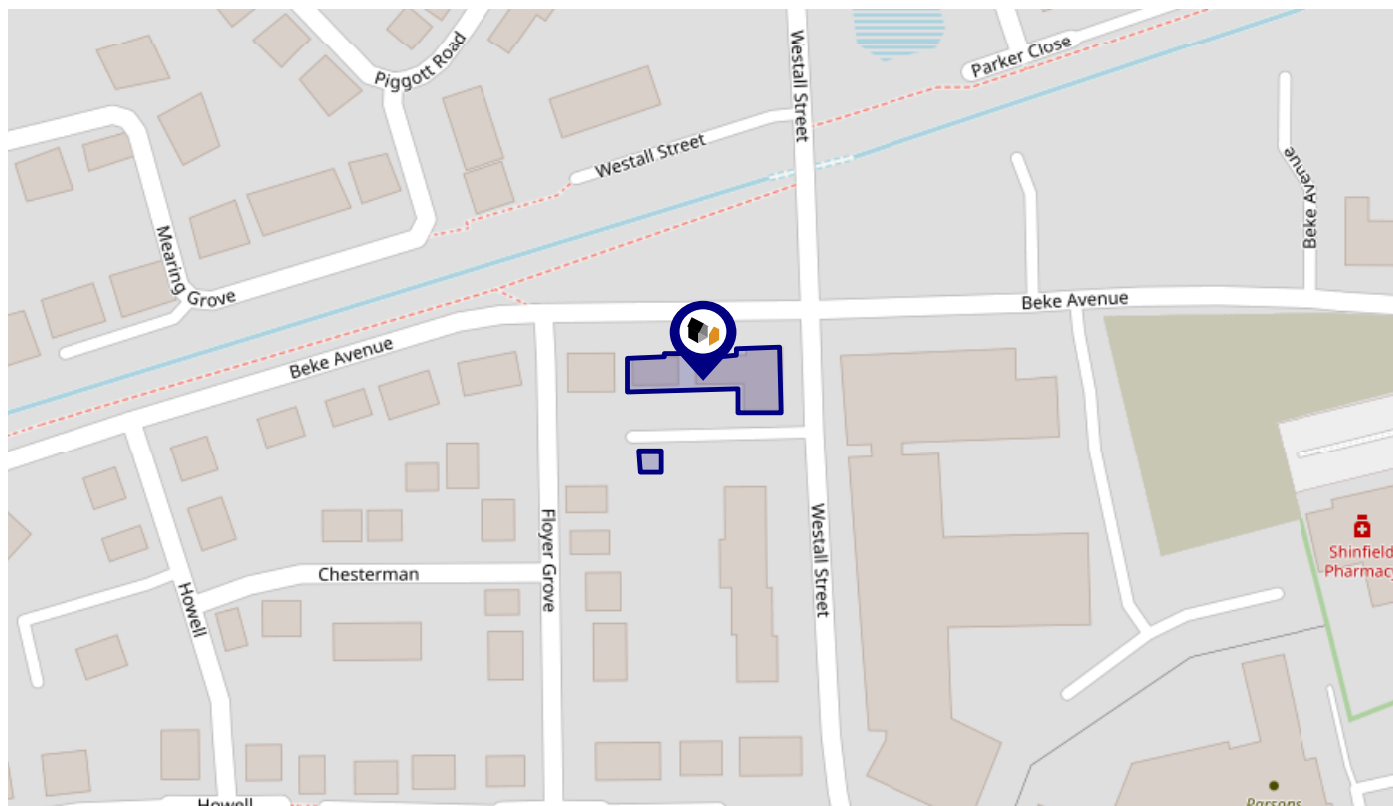 Piggott Road
Westall Street
Parker Close
Westall Street
Beke Avenue
Mearing Grove
Beke Avenue
Beke Avenue
Floyer Grove
Westall Street
Shinfield
Pharmacy
Chesterman
Howell
Parsons
Howell